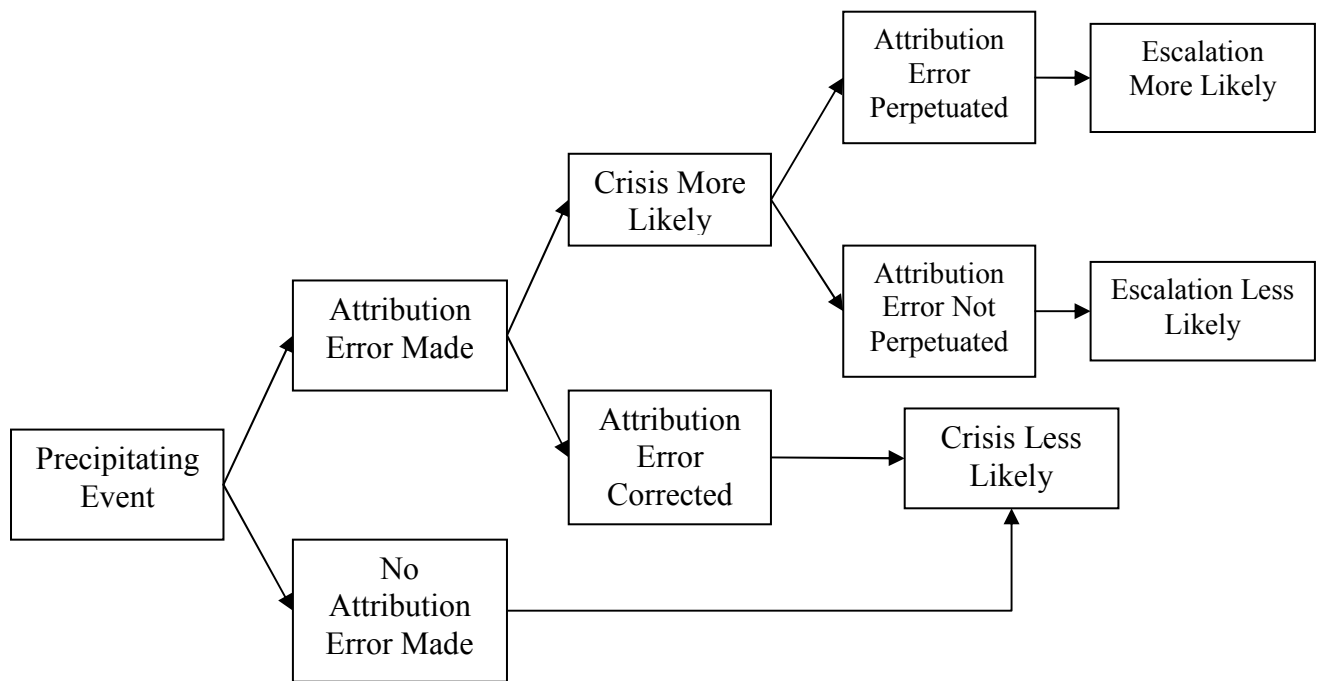 Attribution
Error
Perpetuated
Escalation
More Likely
Crisis More
Likely
Attribution
Error Not
Perpetuated
Escalation Less
Likely
Attribution
Error Made
Attribution
Error
Corrected
Crisis Less
Likely
Precipitating
Event
No
Attribution
Error Made